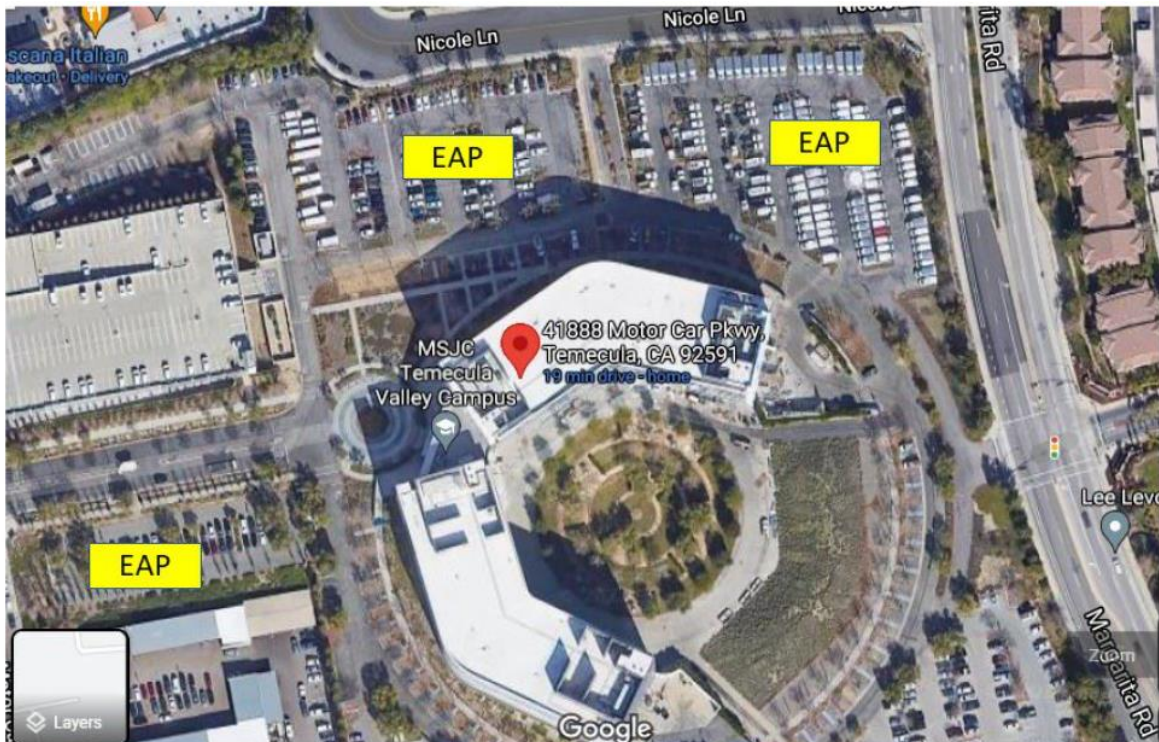 Nicole Ln
Nicole Ln
scana Italian
akeout · Delivery
EAP
EAP
41888 Motor Car Pkwy,
Temecula, CA 92591
19 min drive - home
MSJC
Temecula
Valley Campus
EAP
Lee Levo
Zoom
Margarita Rd
Layers
Google